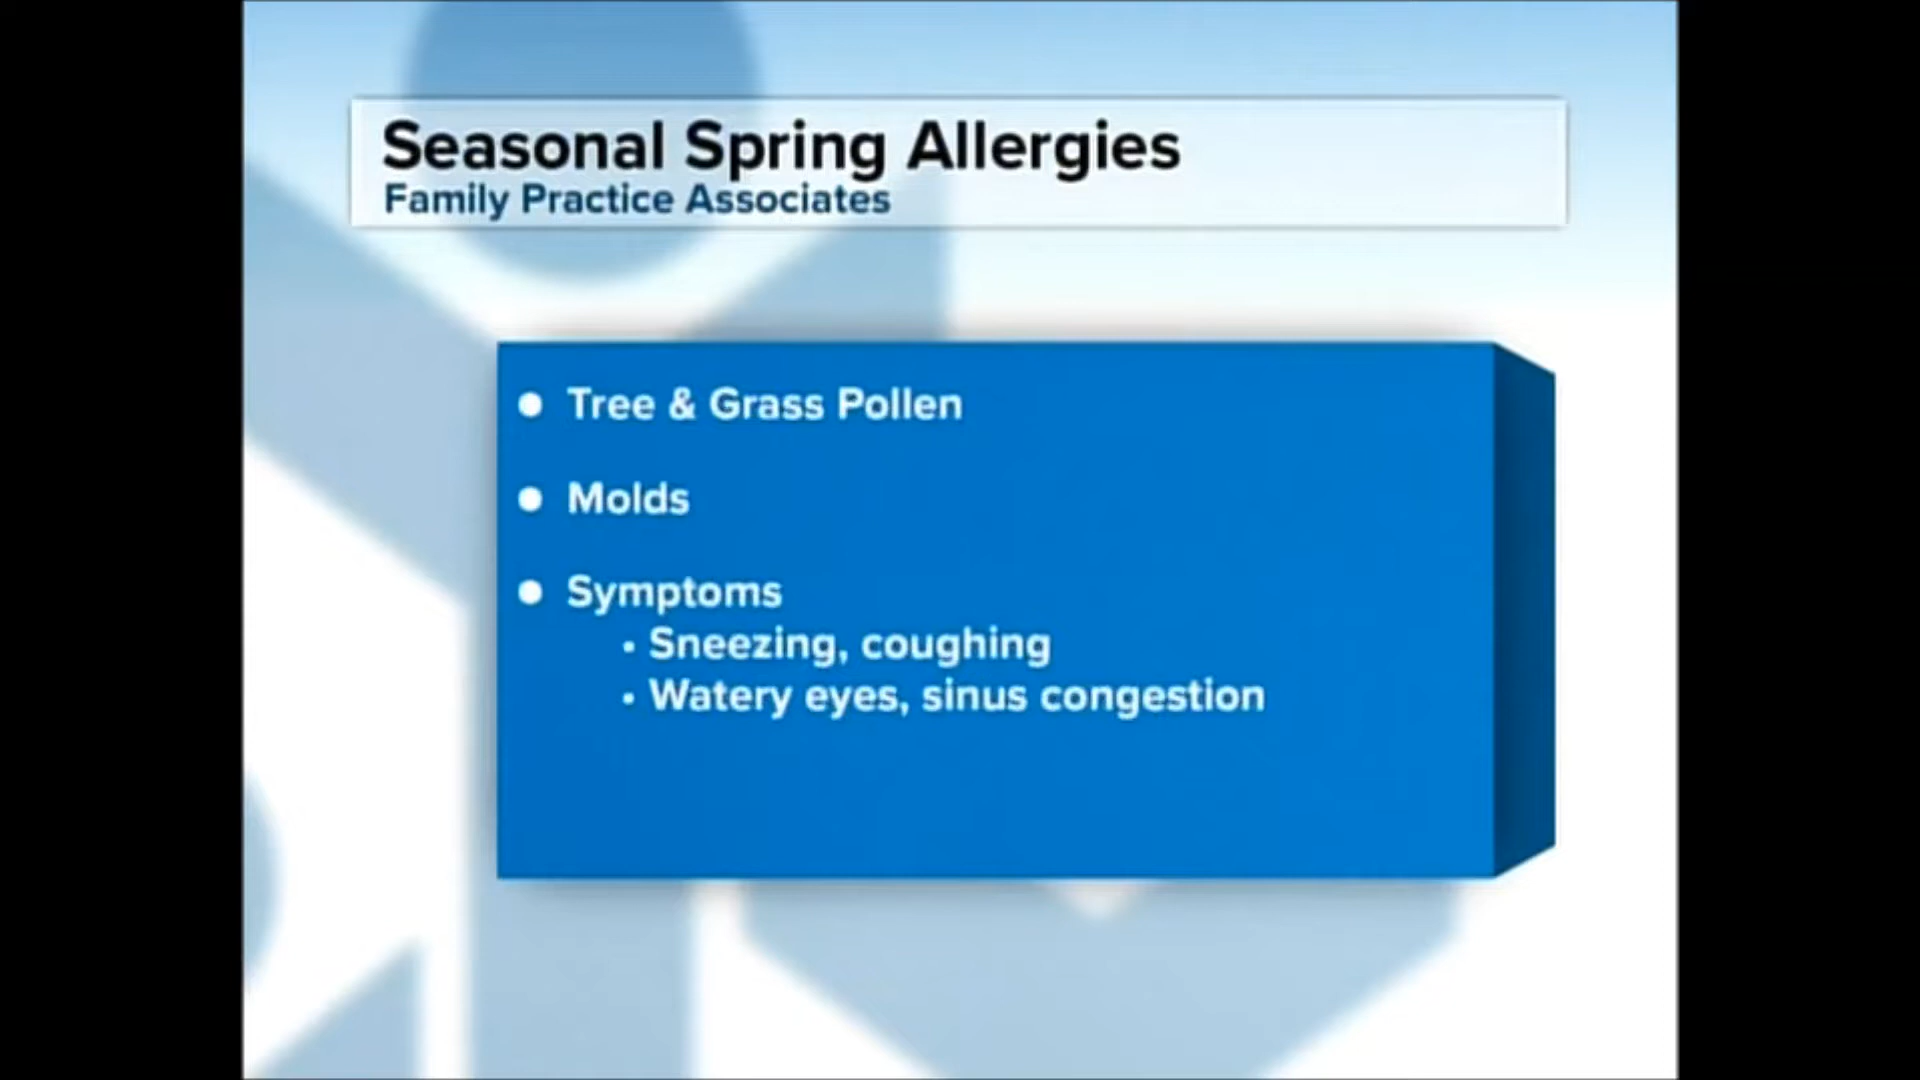 Seasonal Spring Allergies
Family Practice Associates
● Tree & Grass Pollen
● Molds
● Symptoms
• Sneezing, coughing
• Watery eyes, sinus congestion